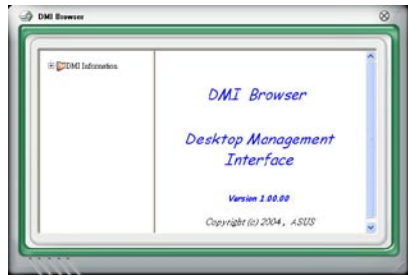 DMI Browser
DMI Information
DMI Browser
Desktop Management
Interface
Version 1.00.00
Copyright (c) 2004, ASUS